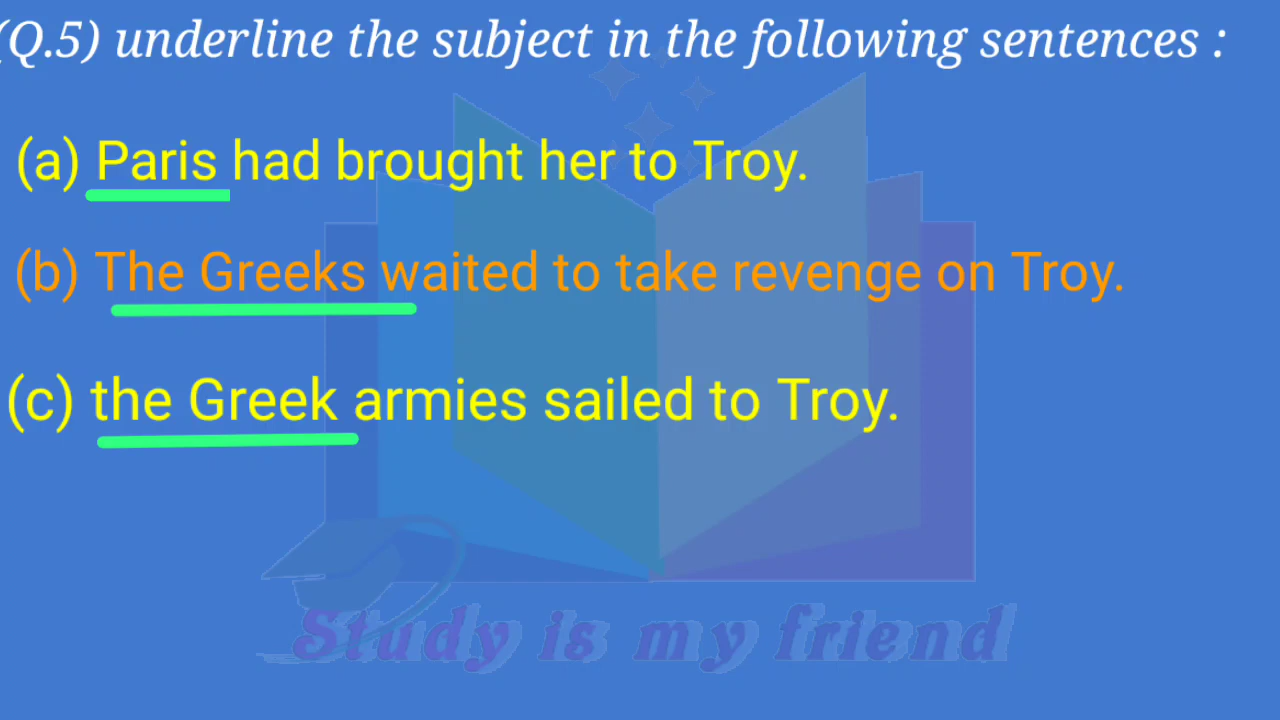 (Q.5) underline the subject in the following sentences :
(a) Paris had brought her to Troy.
(b) The Greeks waited to take revenge on Troy.
(c) the Greek armies sailed to Troy.
Study is my friend